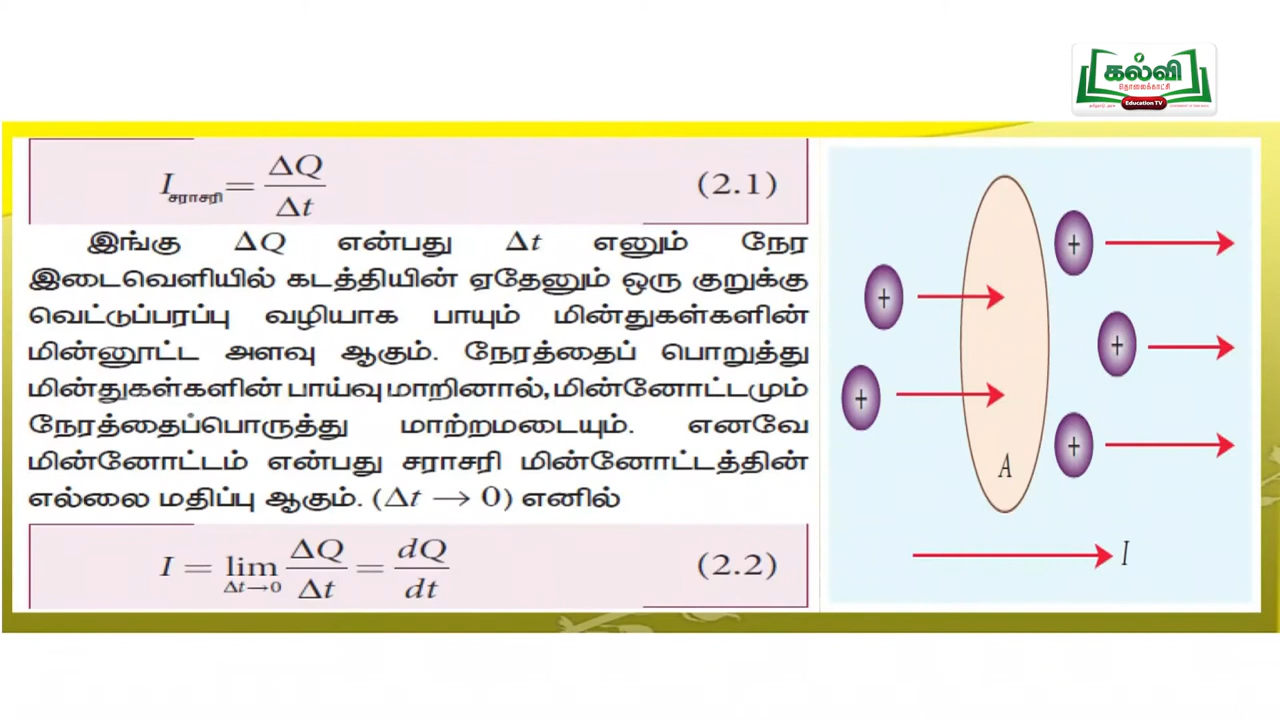 கல்வி
தொலைக்காட்சி
Education TV
I சராசரி = ΔQ / Δt (2.1)
இங்கு ΔQ என்பது Δt எனும் நேர
இடைவெளியில் கடத்தியின் ஏதேனும் ஒரு குறுக்கு
வெட்டுப்பரப்பு வழியாக பாயும் மின்துகள்களின்
மின்னூட்ட அளவு ஆகும். நேரத்தைப் பொறுத்து
மின்துகள்களின் பாய்வு மாறினால், மின்னோட்டமும்
நேரத்தைப்பொருத்து மாற்றமடையும். எனவே
மின்னோட்டம் என்பது சராசரி மின்னோட்டத்தின்
எல்லை மதிப்பு ஆகும். (Δt → 0) எனில்
I = lim Δt→0 ΔQ / Δt = dQ / dt (2.2)
+
+
+
+
+
A
I